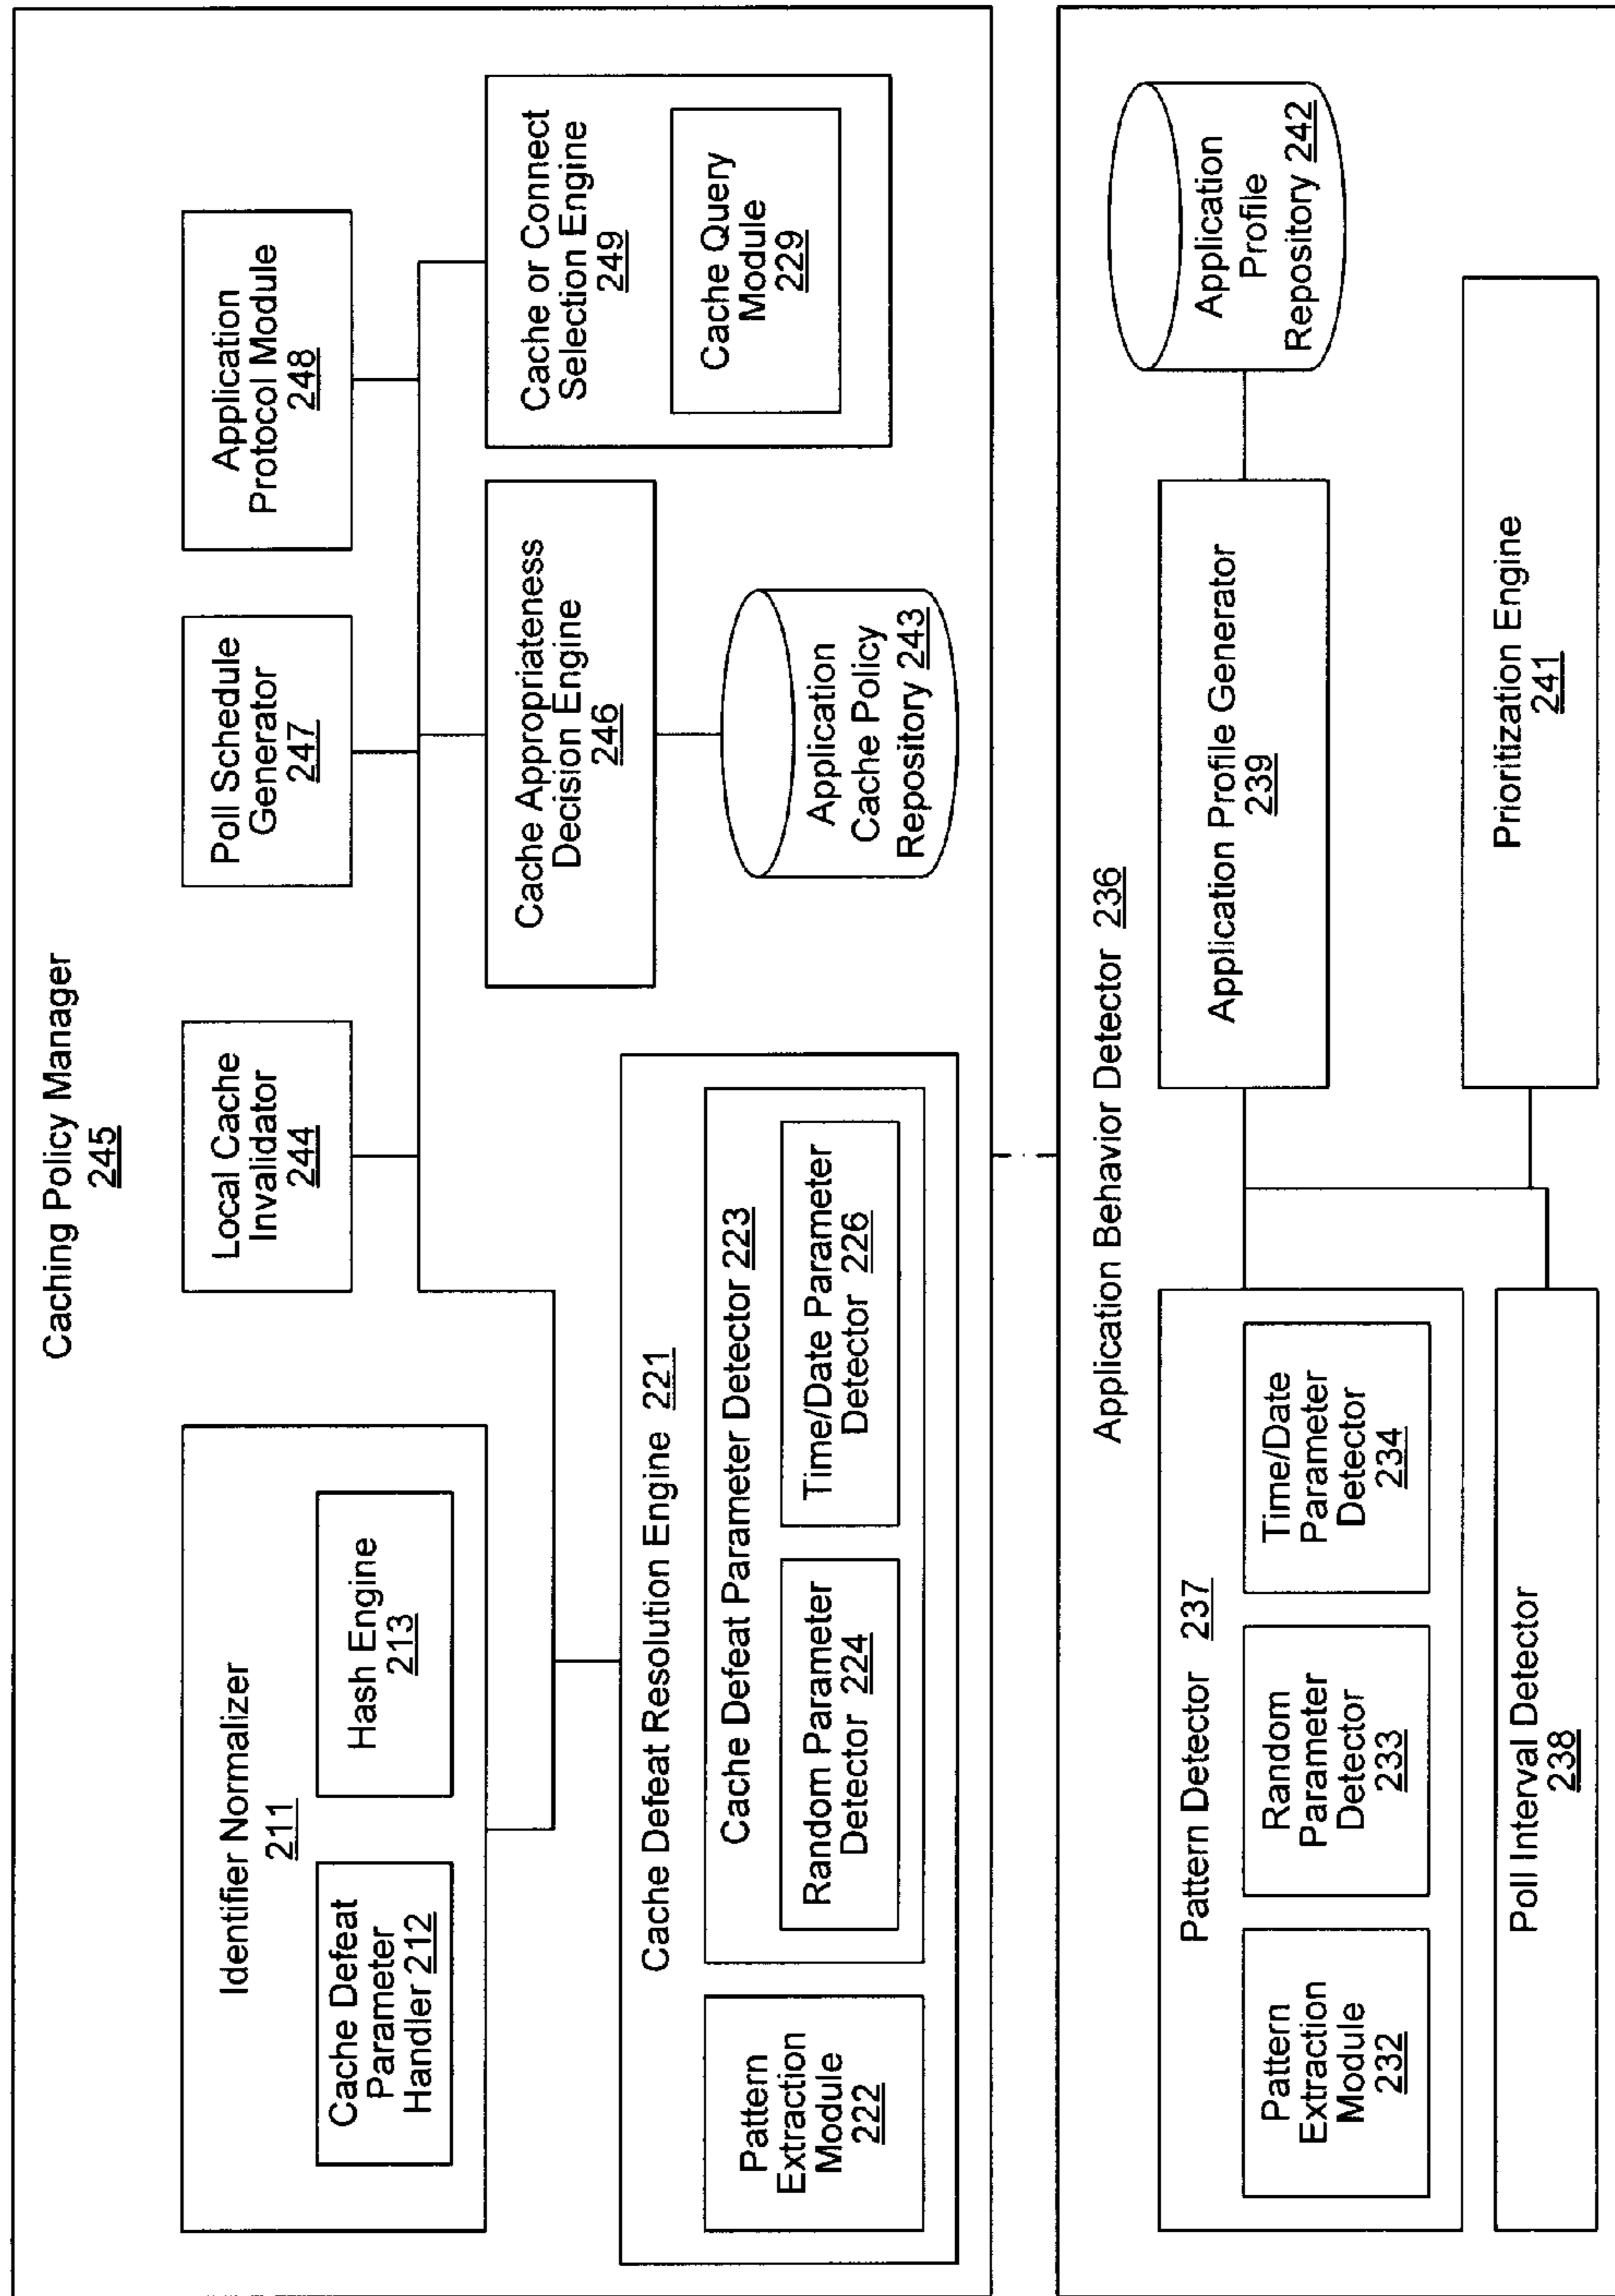 Caching Policy Manager
245
Identifier Normalizer
211
Cache Defeat
Parameter
Handler 212
Hash Engine
213
Local Cache
Invalidator
244
Poll Schedule
Generator
247
Application
Protocol Module
248
Cache Defeat Resolution Engine 221
Pattern
Extraction
Module
222
Cache Defeat Parameter Detector 223
Random Parameter
Detector 224
Time/Date Parameter
Detector 226
Cache Appropriateness
Decision Engine
246
Application
Cache Policy
Repository 243
Cache or Connect
Selection Engine
249
Cache Query
Module
229
Application Behavior Detector 236
Pattern Detector 237
Pattern
Extraction
Module
232
Random
Parameter
Detector
233
Time/Date
Parameter
Detector
234
Poll Interval Detector
238
Application Profile Generator
239
Application
Profile
Repository 242
Prioritization Engine
241